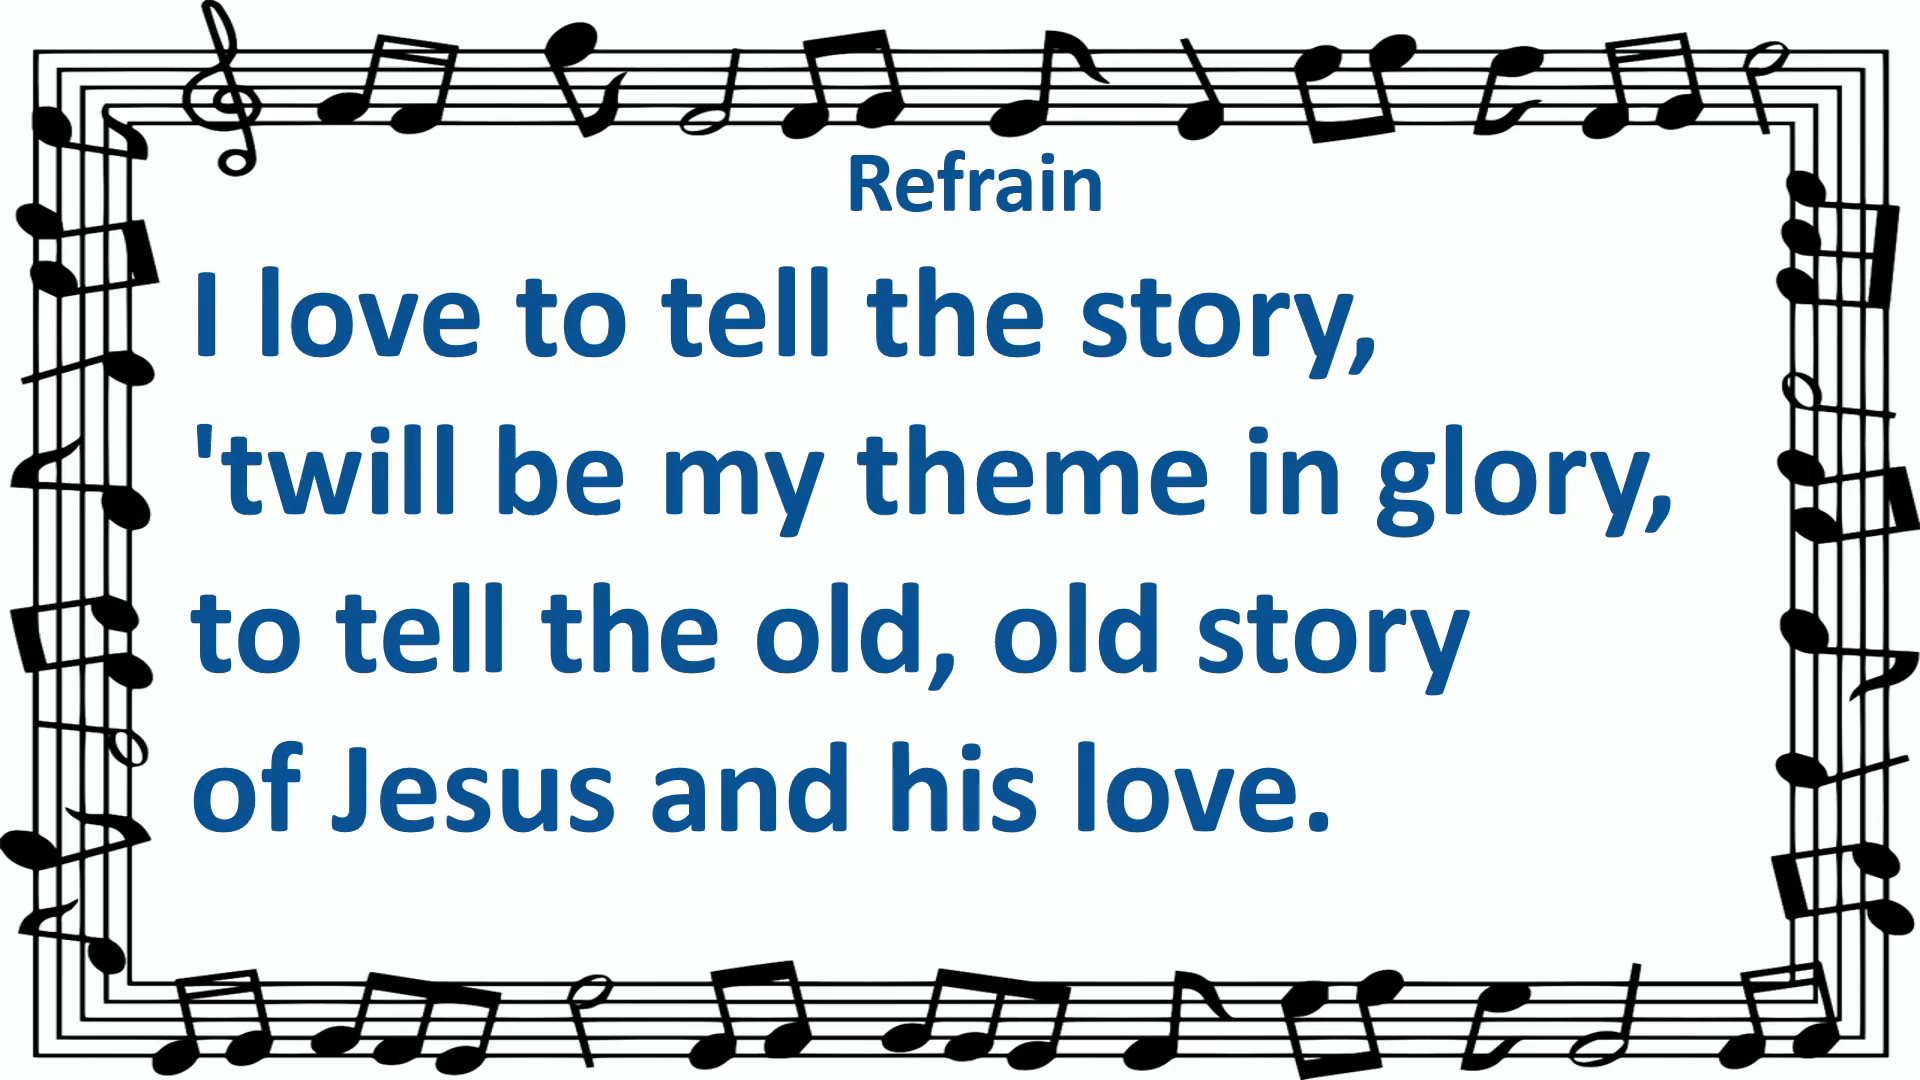 Refrain
I love to tell the story,
'twill be my theme in glory,
to tell the old, old story
of Jesus and his love.